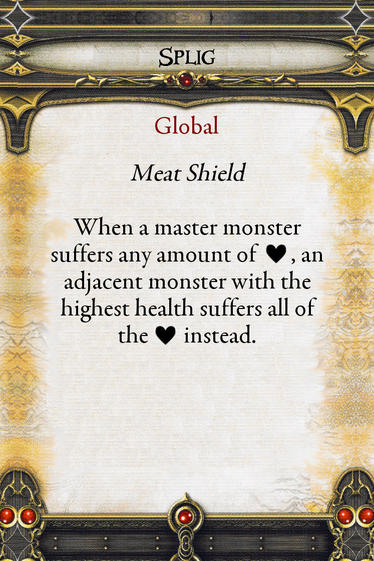 Splig
Global
Meat Shield
When a master monster
suffers any amount of ♥, an
adjacent monster with the
highest health suffers all of
the ♥ instead.